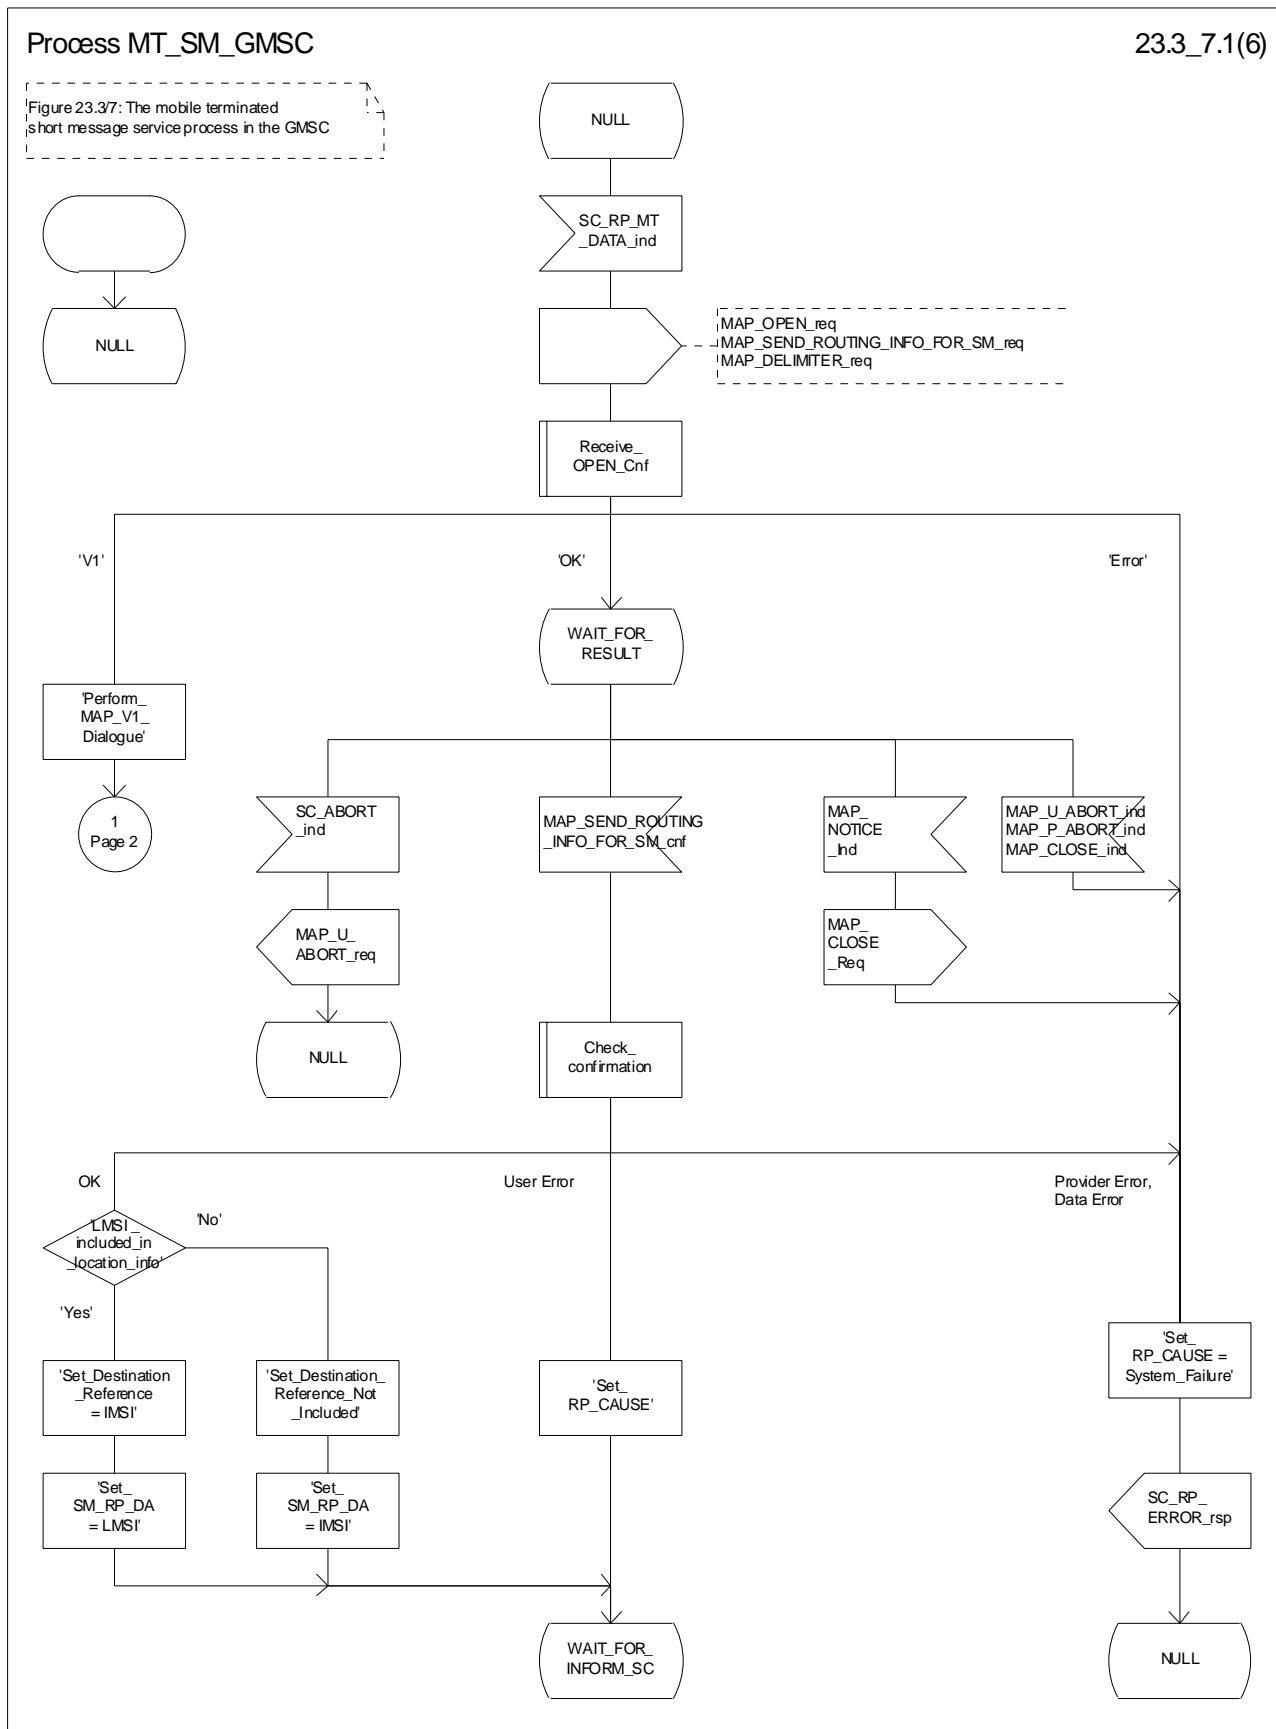 Process MT_SM_GMSC
23.3_7.1(6)
Figure 23.3/7: The mobile terminated
short message service process in the GMSC
NULL
SC_RP_MT
_DATA_ind
NULL
MAP_OPEN_req
MAP_SEND_ROUTING_INFO_FOR_SM_req
MAP_DELIMITER_req
Receive_
OPEN_Cnf
'V1'
'OK'
'Error'
WAIT_FOR_
RESULT
'Perform_
MAP_V1_
Dialogue'
1
Page 2
SC_ABORT
_ind
MAP_SEND_ROUTING
_INFO_FOR_SM_cnf
MAP_
NOTICE
_Ind
MAP_U_ABORT_ind
MAP_P_ABORT_ind
MAP_CLOSE_ind
MAP_U_
ABORT_req
MAP_
CLOSE
_Req
NULL
Check_
confirmation
OK
User Error
Provider Error,
Data Error
'LMSI_
included_in
_location_info'
'No'
'Yes'
'Set_Destination
_Reference
= IMSI'
'Set_Destination_
Reference_Not
_Included'
'Set_
RP_CAUSE'
'Set_
RP_CAUSE =
System_Failure'
'Set_
SM_RP_DA
= LMSI'
'Set_
SM_RP_DA
= IMSI'
SC_RP_
ERROR_rsp
WAIT_FOR_
INFORM_SC
NULL